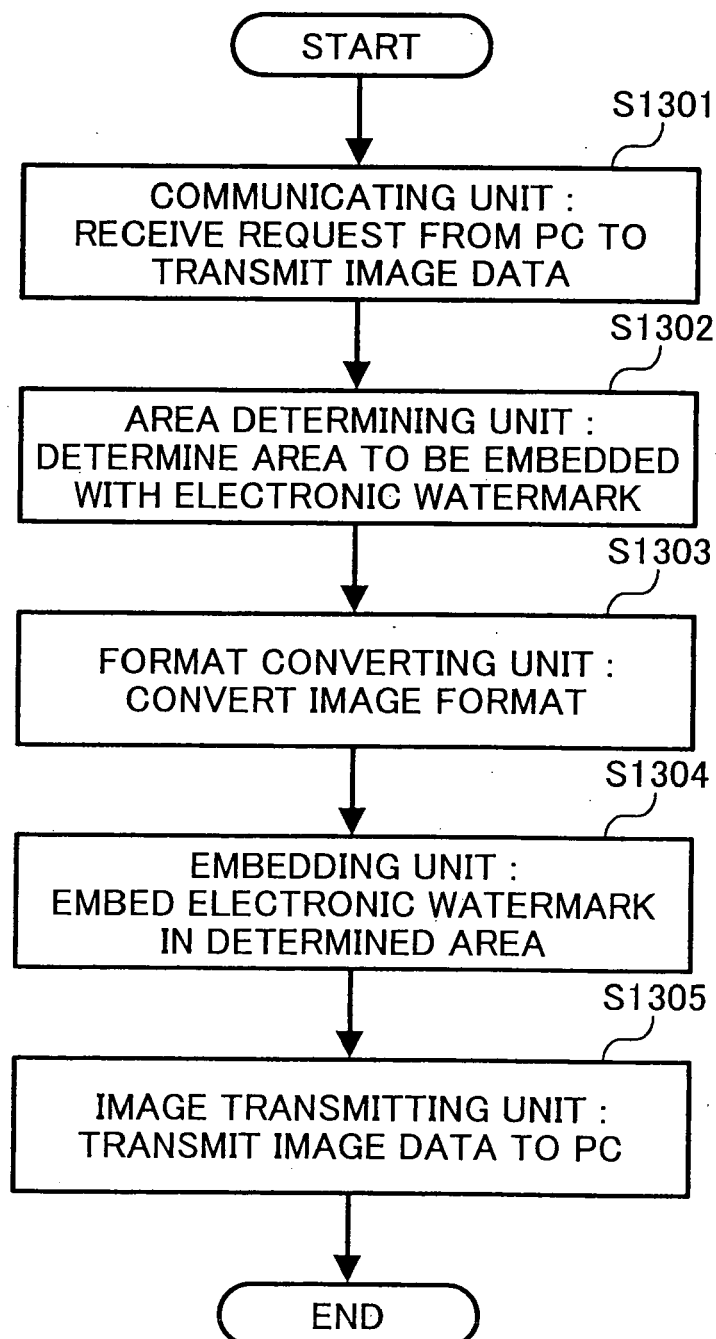 START
S1301
COMMUNICATING UNIT :
RECEIVE REQUEST FROM PC TO
TRANSMIT IMAGE DATA
S1302
AREA DETERMINING UNIT :
DETERMINE AREA TO BE EMBEDDED
WITH ELECTRONIC WATERMARK
S1303
FORMAT CONVERTING UNIT :
CONVERT IMAGE FORMAT
S1304
EMBEDDING UNIT :
EMBED ELECTRONIC WATERMARK
IN DETERMINED AREA
S1305
IMAGE TRANSMITTING UNIT :
TRANSMIT IMAGE DATA TO PC
END